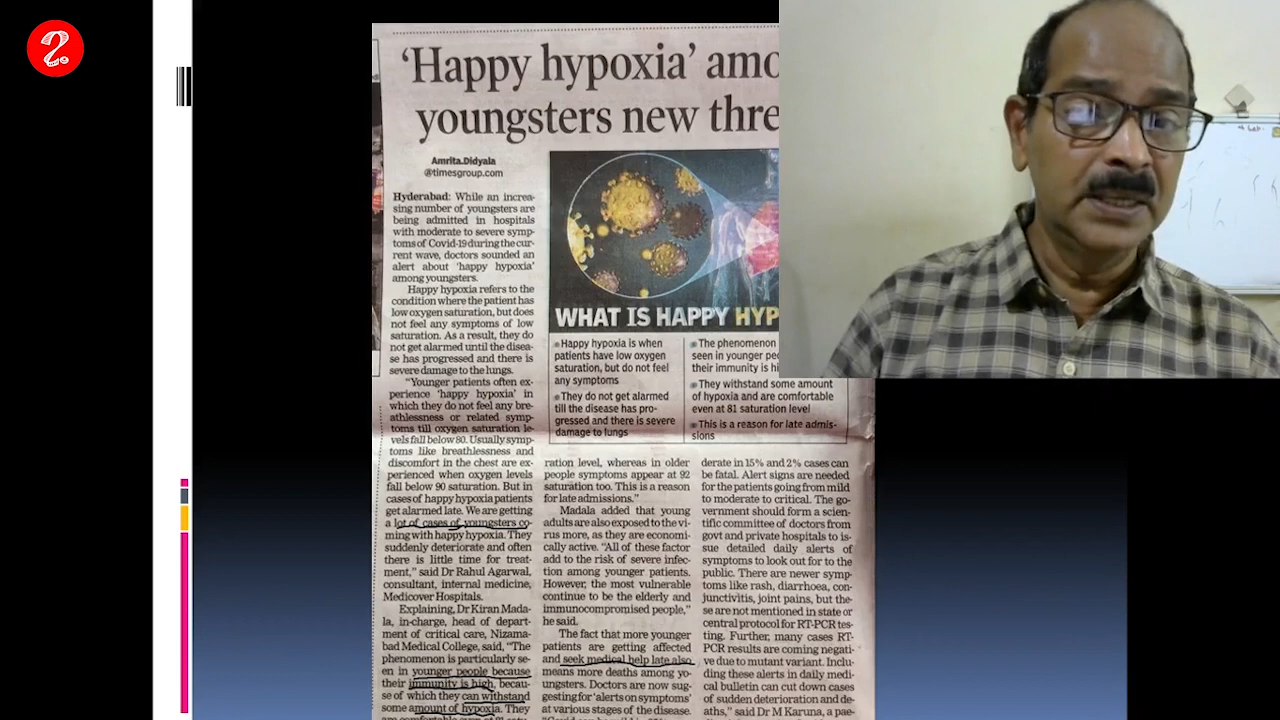 2.
'Happy hypoxia' amo
youngsters new thre
Amrita.Didyala
@timesgroup.com
Hyderabad: While an increa-
sing number of youngsters are
being admitted in hospitals
with moderate to severe symp-
toms of Covid-19 during the cur-
rent wave, doctors sounded an
alert about 'happy hypoxia'
among youngsters.
Happy hypoxia refers to the
condition where the patient has
low oxygen saturation, but does
not feel any symptoms of low
saturation. As a result, they do
not get alarmed until the disea-
se has progressed and there is
severe damage to the lungs.
"Younger patients often ex-
perience 'happy hypoxia' in
which they do not feel any bre-
athlessness or related symp-
toms till oxygen saturation le-
vels fall below 80. Usually symp-
toms like breathlessness and
discomfort in the chest are ex-
perienced when oxygen levels
fall below 90 saturation. But in
cases of happy hypoxia patients
get alarmed late. We are getting
a lot of cases of youngsters co-
ming with happy hypoxia. They
suddenly deteriorate and often
there is little time for treat-
ment," said Dr Rahul Agarwal,
consultant, internal medicine,
Medicover Hospitals.
Explaining, Dr Kiran Mada-
la, in-charge, head of depart-
ment of critical care, Nizama-
bad Medical College, said, "The
phenomenon is particularly se-
en in younger people because
their immunity is high, becau-
se of which they can withstand
some amount of hypoxia. They
WHAT IS HAPPY HYP
Happy hypoxia is when
patients have low oxygen
saturation, but do not feel
any symptoms
They do not get alarmed
till the disease has pro-
gressed and there is severe
damage to lungs
The phenomenon
seen in younger peo
their immunity is hi
They withstand some amount
of hypoxia and are comfortable
even at 81 saturation level
This is a reason for late admis-
sions
ration level, whereas in older
people symptoms appear at 92
saturation too. This is a reason
for late admissions."
Madala added that young
adults are also exposed to the vi-
rus more, as they are economi-
cally active. "All of these factor
add to the risk of severe infec-
tion among younger patients.
However, the most vulnerable
continue to be the elderly and
immunocompromised people,"
he said.
The fact that more younger
patients are getting affected
and seek medical help late also
means more deaths among yo-
ungsters. Doctors are now sug-
gesting for 'alerts on symptoms'
at various stages of the disease.
derate in 15% and 2% cases can
be fatal. Alert signs are needed
for the patients going from mild
to moderate to critical. The go-
vernment should form a scien-
tific committee of doctors from
govt and private hospitals to is-
sue detailed daily alerts of
symptoms to look out for to the
public. There are newer symp-
toms like rash, diarrhoea, con-
junctivitis, joint pains, but the-
se are not mentioned in state or
central protocol for RT-PCR tes-
ting. Further, many cases RT-
PCR results are coming negati-
ve due to mutant variant. Inclu-
ding these alerts in daily medi-
cal bulletin can cut down cases
of sudden deterioration and de-
aths," said Dr M Karuna, a pae-